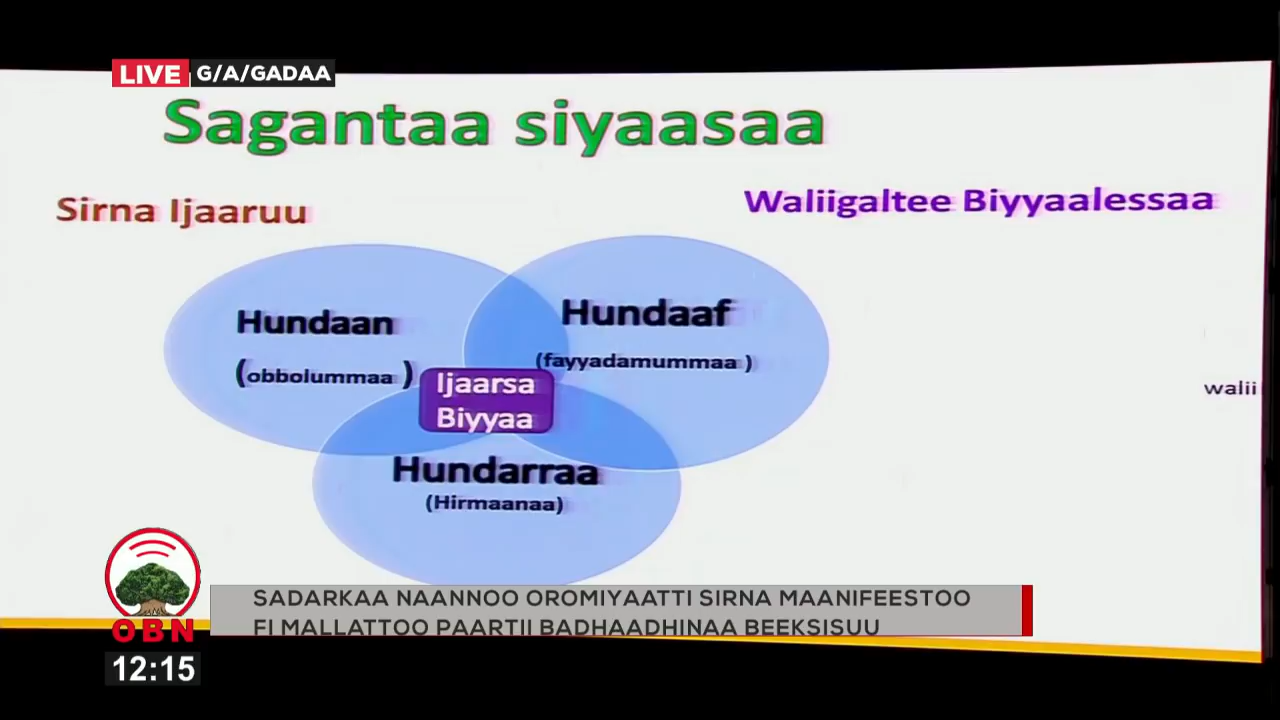 LIVE G/A/GADAA
Sagantaa siyaasaa
Sirna Ijaaruu
Waliigaltee Biyyaalessaa
Hundaan
(obbolummaa )
Hundaaf
(fayyadamummaa )
Ijaarsa
Biyyaa
Hundarraa
(Hirmaanaa)
walii
SADARKAA NAANNOO OROMIYAATTI SIRNA MAANIFEESTOO
FI MALLATTOO PAARTII BADHAADHINAA BEEKSISUU
OBN
12:15